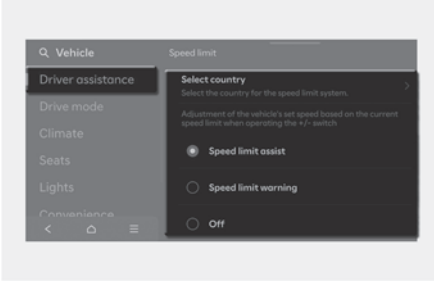 Vehicle
Speed limit
Driver assistance
Drive mode
Climate
Seats
Lights
Convenience
Select country
Select the country for the speed limit system.
Adjustment of the vehicle's set speed based on the current
speed limit when operating the +/- switch
Speed limit assist
Speed limit warning
Off